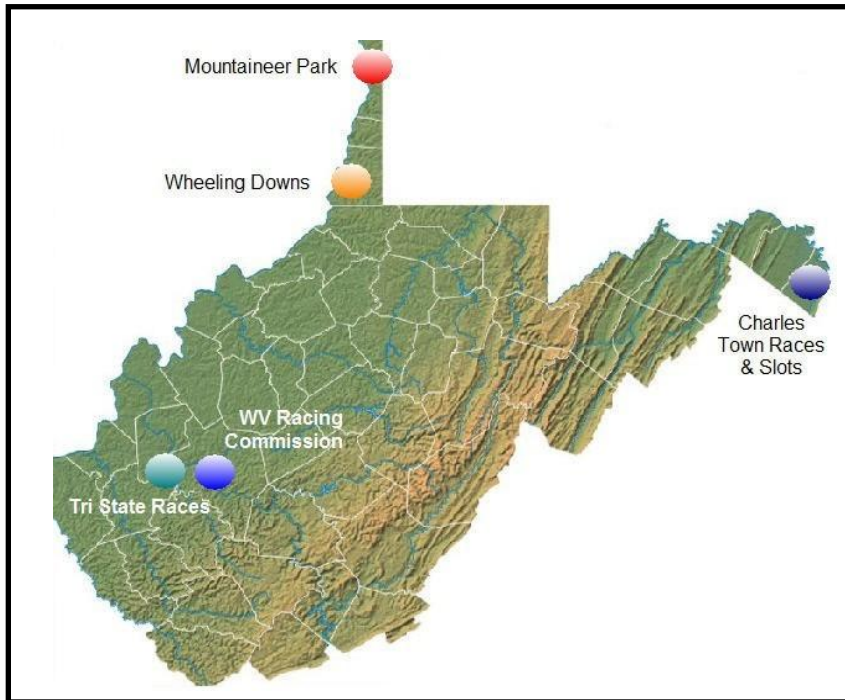 Mountaineer Park
Wheeling Downs
Charles
Town Races
& Slots
WV Racing
Commission
Tri State Races